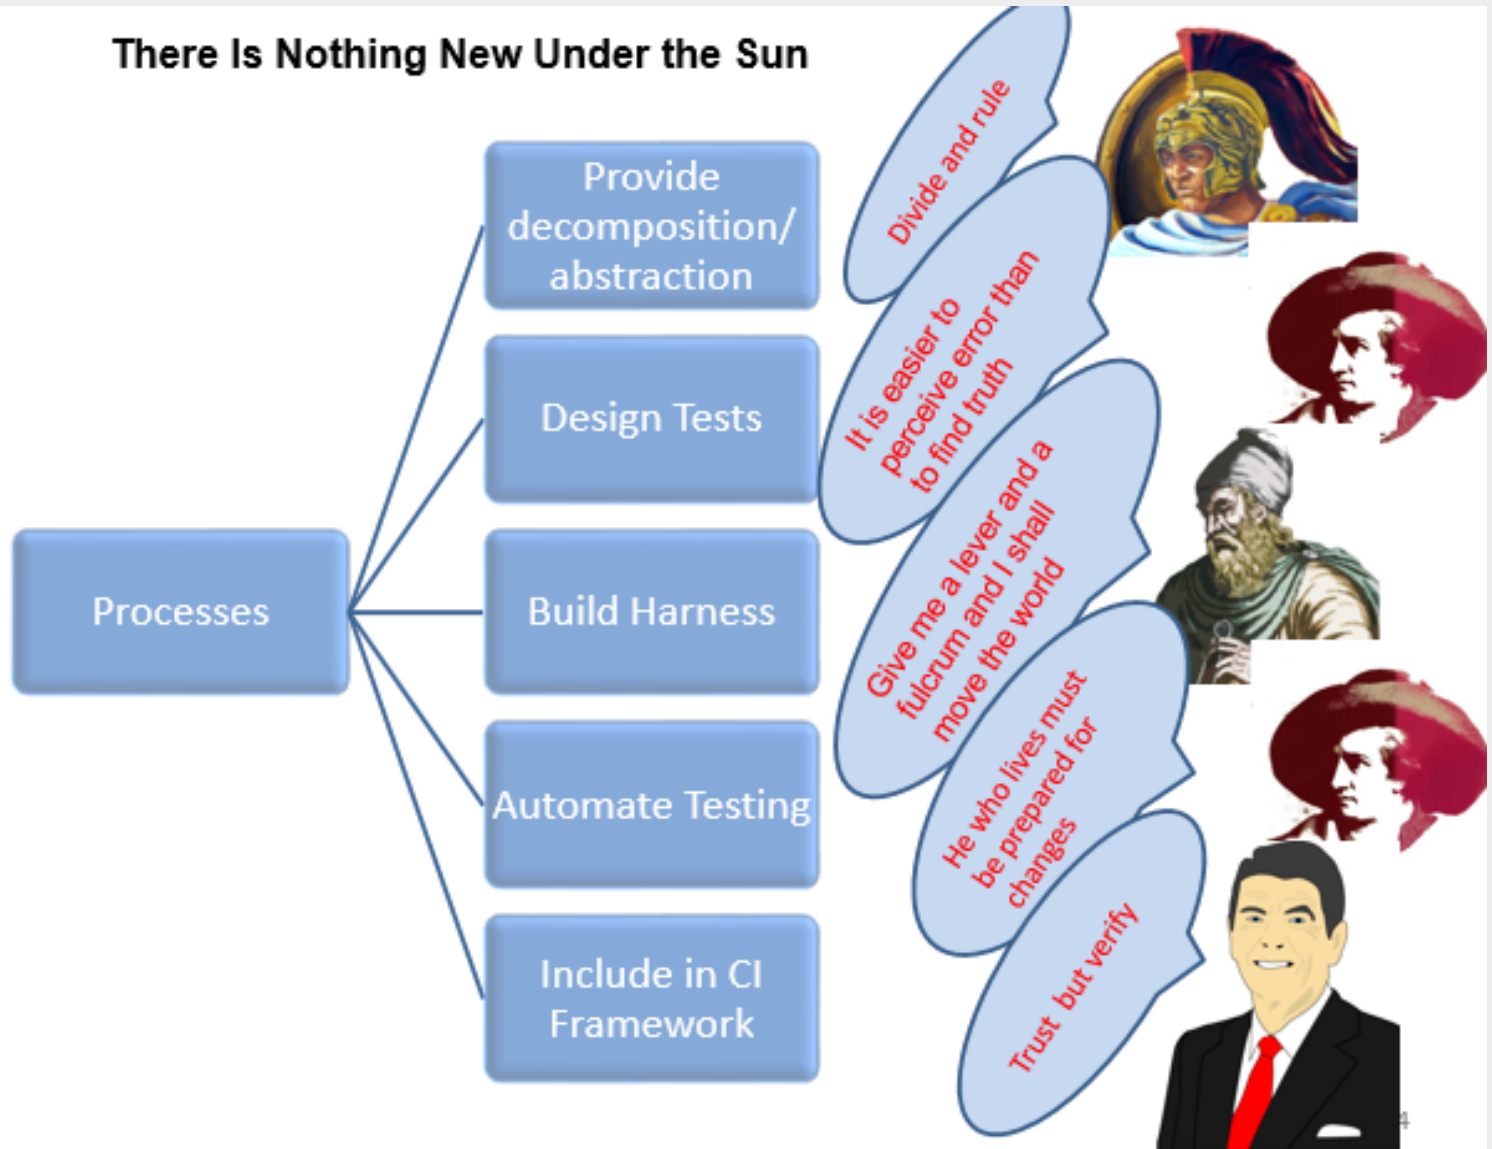 There Is Nothing New Under the Sun
Processes
Provide
decomposition/
abstraction
Design Tests
Build Harness
Automate Testing
Include in CI
Framework
Divide and rule
It is easier to
perceive error than
to find truth
Give me a lever and a
fulcrum and I shall
move the world
He who lives must
be prepared for
changes
Trust but verify
4